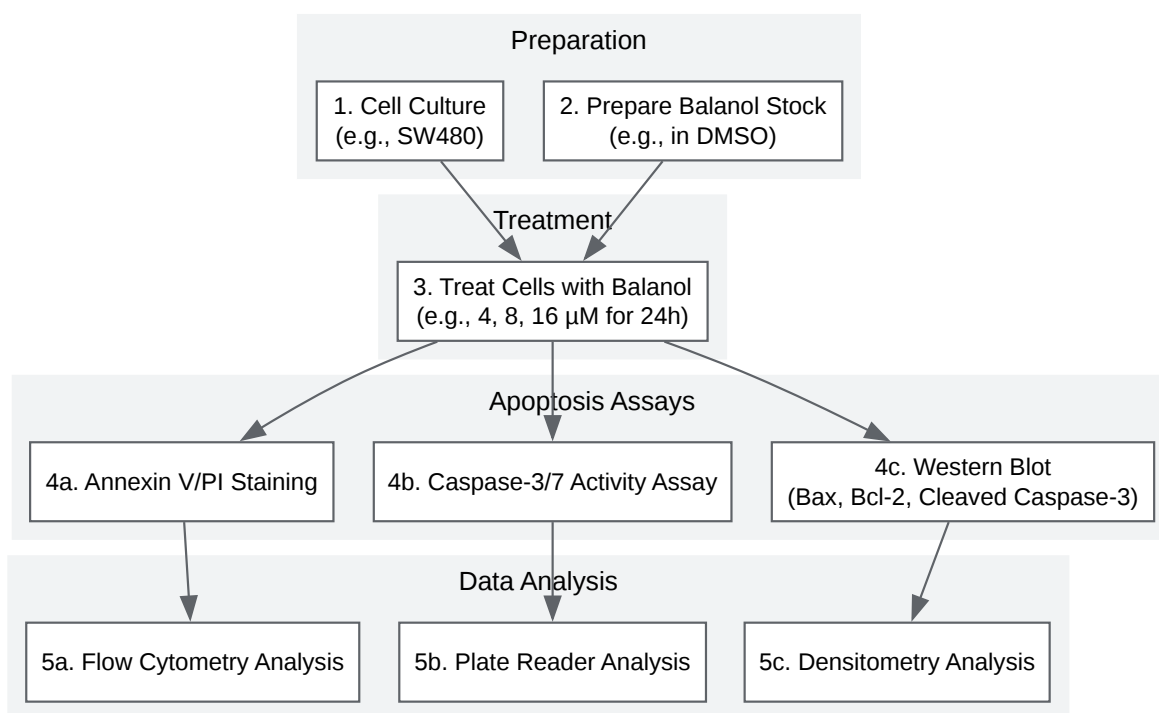 Preparation
1. Cell Culture
(e.g., SW480)
2. Prepare Balanol Stock
(e.g., in DMSO)
Treatment
3. Treat Cells with Balanol
(e.g., 4, 8, 16 µM for 24h)
Apoptosis Assays
4a. Annexin V/PI Staining
4b. Caspase-3/7 Activity Assay
4c. Western Blot
(Bax, Bcl-2, Cleaved Caspase-3)
Data Analysis
5a. Flow Cytometry Analysis
5b. Plate Reader Analysis
5c. Densitometry Analysis